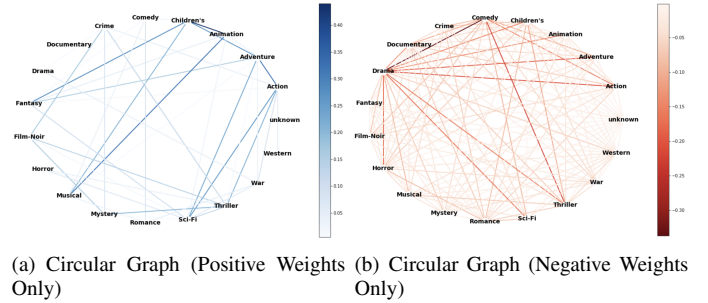 Comedy
Crime
Children's
Documentary
Animation
Drama
Adventure
Fantasy
Action
Film-Noir
unknown
Horror
Western
Musical
War
Mystery
Thriller
Romance
Sci-Fi
0.40
0.35
0.30
0.25
0.20
0.15
0.10
0.05
Comedy
Crime
Children's
Documentary
Animation
Drama
Adventure
Fantasy
Action
Film-Noir
unknown
Horror
Western
Musical
War
Mystery
Thriller
Romance
Sci-Fi
−0.05
−0.10
−0.15
−0.20
−0.25
−0.30
(a) Circular Graph (Positive Weights Only)
(b) Circular Graph (Negative Weights Only)